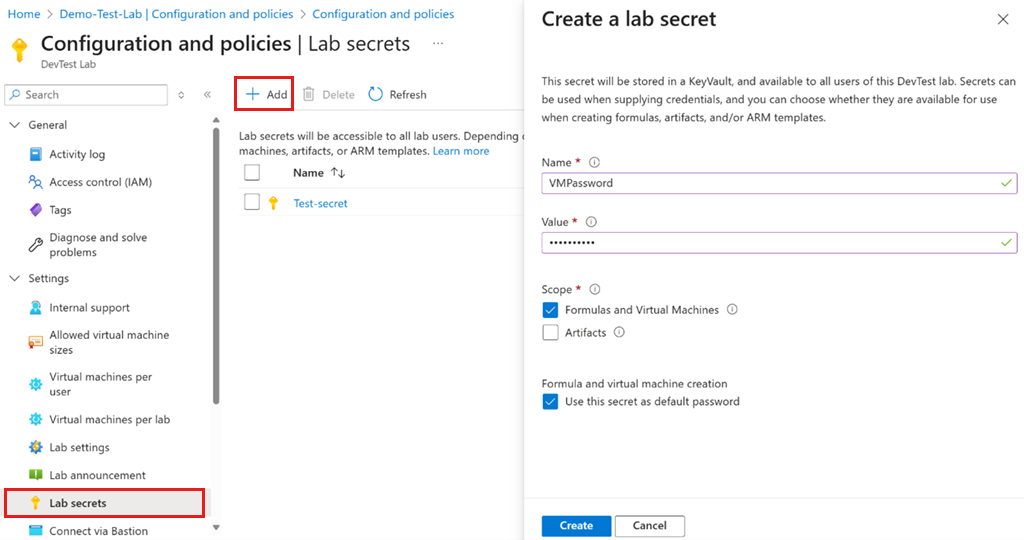 Home > Demo-Test-Lab | Configuration and policies > Configuration and policies
Configuration and policies | Lab secrets ...
DevTest Lab
Search
General
Activity log
Access control (IAM)
Tags
Diagnose and solve
problems
Settings
Internal support
Allowed virtual machine
sizes
Virtual machines per
user
Virtual machines per lab
Lab settings
Lab announcement
Lab secrets
Connect via Bastion
Add Delete Refresh
Lab secrets will be accessible to all lab users. Depending
machines, artifacts, or ARM templates. Learn more
Name
Test-secret
Create a lab secret
This secret will be stored in a KeyVault, and available to all users of this DevTest lab. Secrets can
be used when supplying credentials, and you can choose whether they are available for use
when creating formulas, artifacts, and/or ARM templates.
Name *
VMPassword
Value *
••••••••••
Scope *
Formulas and Virtual Machines
Artifacts
Formula and virtual machine creation
Use this secret as default password
Create Cancel